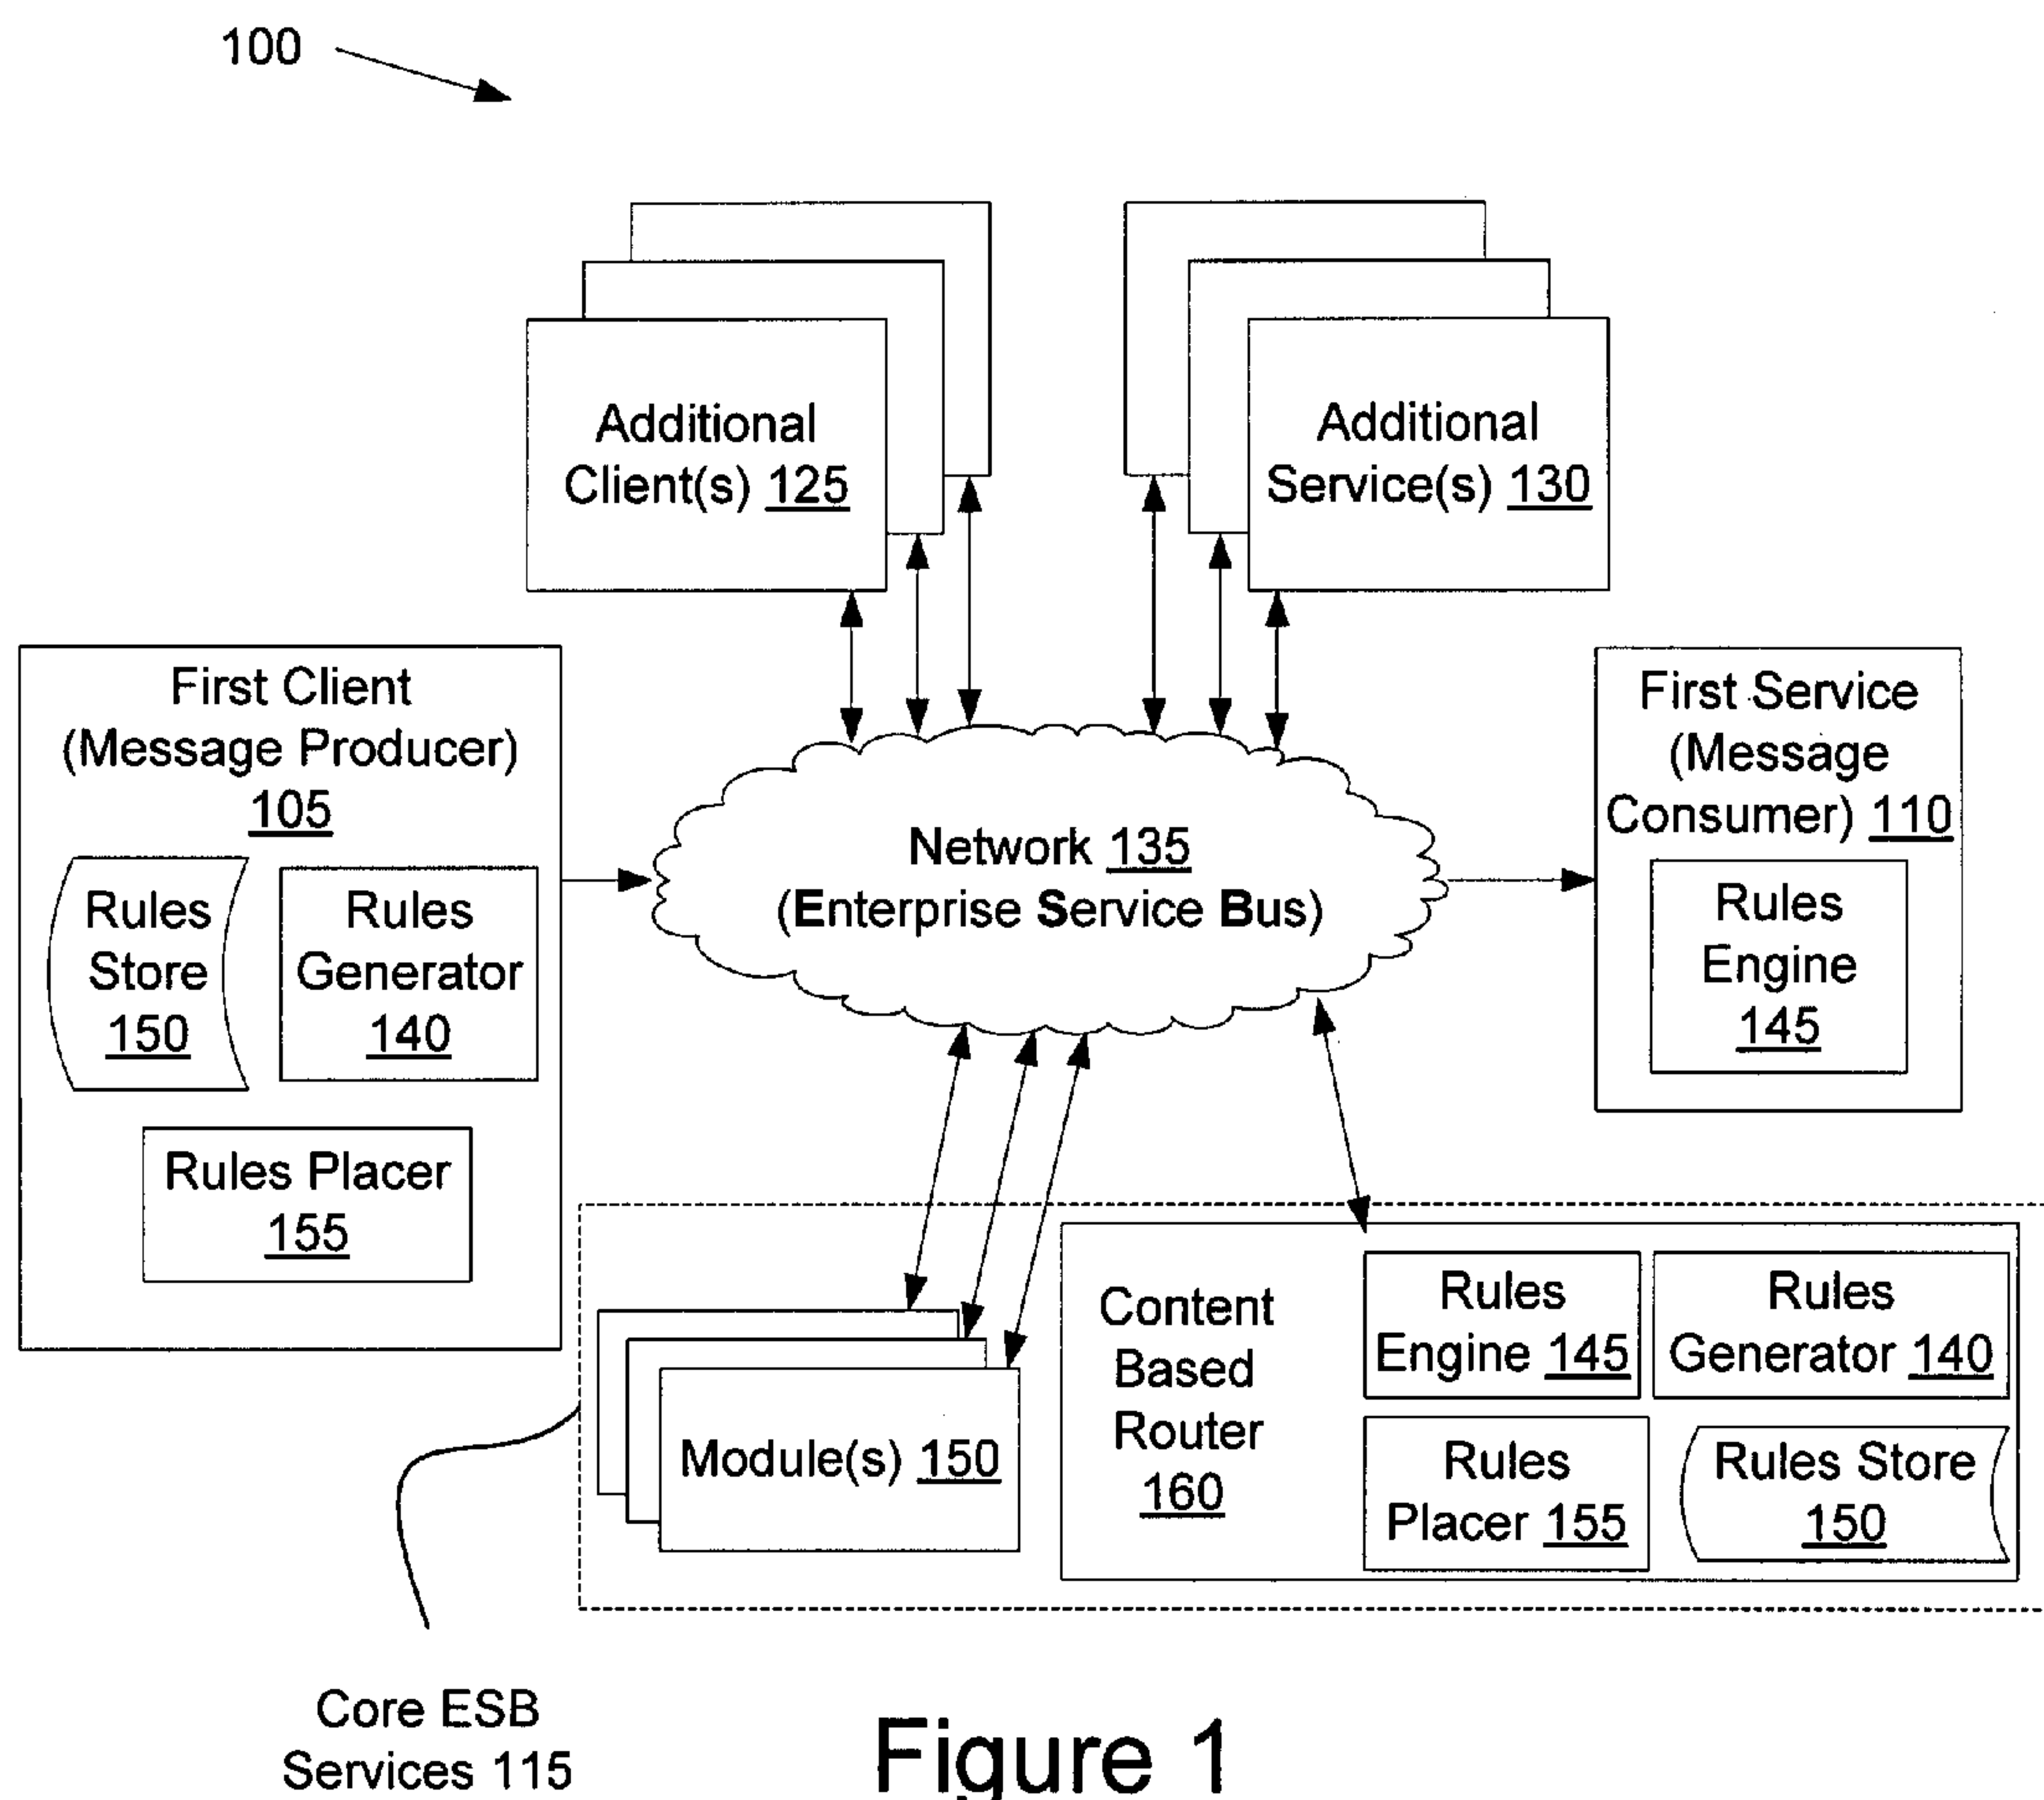 100
Additional
Client(s) 125
Additional
Service(s) 130
First Client
(Message Producer)
105
Rules
Store
150
Rules
Generator
140
Rules Placer
155
Network 135
(Enterprise Service Bus)
First Service
(Message
Consumer) 110
Rules
Engine
145
Module(s) 150
Content
Based
Router
160
Rules
Engine 145
Rules
Generator 140
Rules
Placer 155
Rules Store
150
Core ESB
Services 115
Figure 1